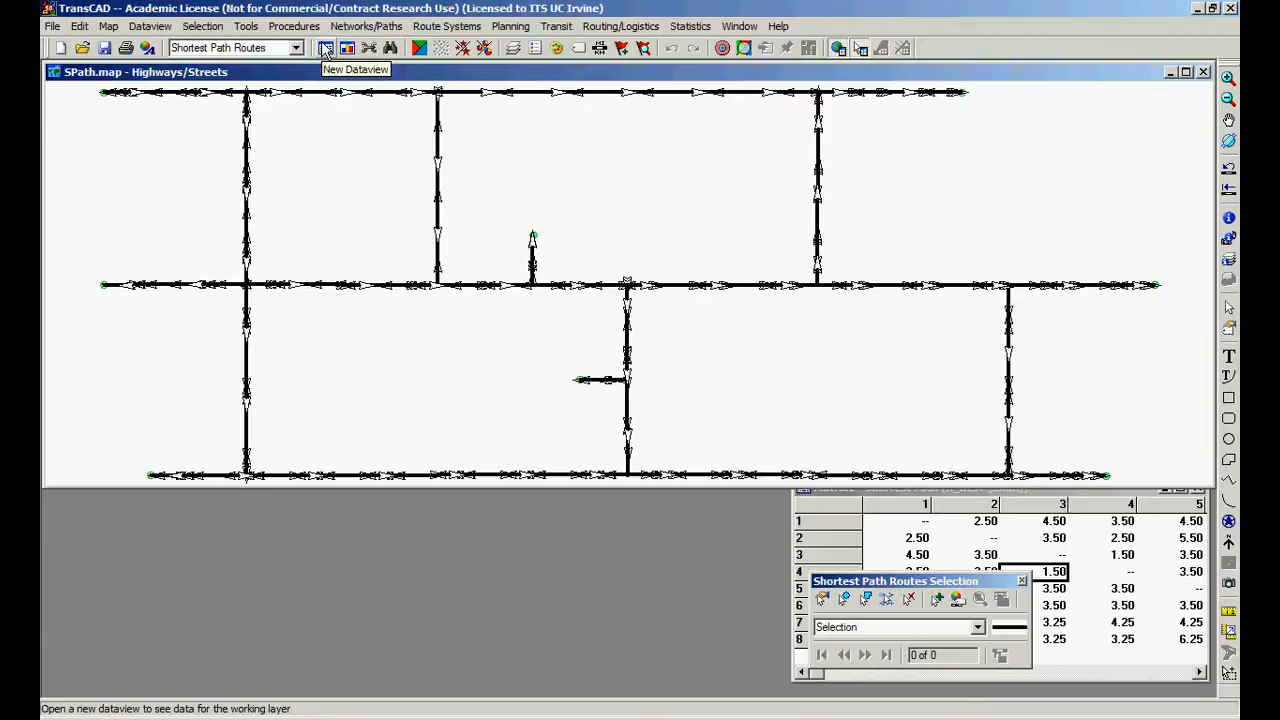 TransCAD -- Academic License (Not for Commercial/Contract Research Use) (Licensed to ITS UC Irvine)
File Edit Map Dataview Selection Tools Procedures Networks/Paths Route Systems Planning Transit Routing/Logistics Statistics Window Help
Shortest Path Routes
New Dataview
SPath.map - Highways/Streets
1 2 3 4 5
1 -- 2.50 4.50 3.50 4.50
2 2.50 -- 3.50 2.50 5.50
3 4.50 3.50 -- 1.50 3.50
4 1.50 -- 3.50
Shortest Path Routes Selection
5 3.50 3.50 --
6 3.50 3.50 3.50
7 3.25 4.25 4.25
8 3.25 3.25 6.25
Selection
0 of 0
Open a new dataview to see data for the working layer